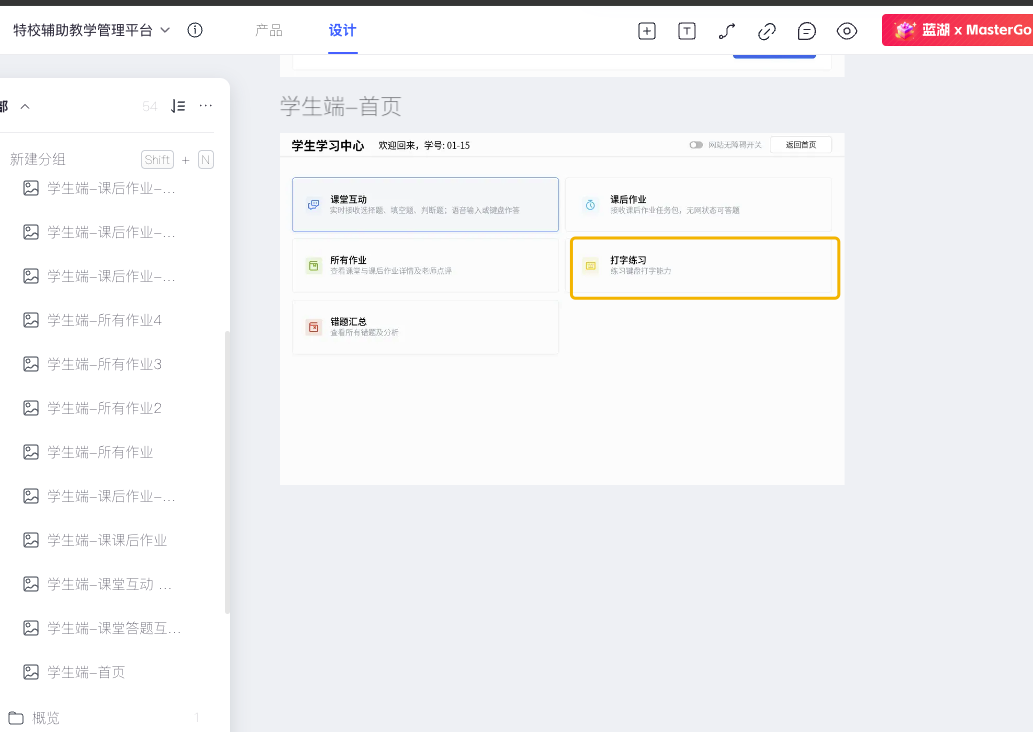 特校辅助教学管理平台
产品
设计
蓝湖 x MasterGo
部
54
新建分组
Shift + N
学生端-课后作业-...
学生端-课后作业-...
学生端-课后作业-...
学生端-所有作业4
学生端-所有作业3
学生端-所有作业2
学生端-所有作业
学生端-课后作业-...
学生端-课课后作业
学生端-课堂互动 ...
学生端-课堂答题互...
学生端-首页
概览
1
学生端-首页
学生学习中心
欢迎回来，学号: 01-15
网站无障碍开关
返回首页
课堂互动
实时接收选择题、填空题、判断题；语音输入或键盘作答
课后作业
接收课后作业任务包，无网状态可答题
所有作业
查看课堂与课后作业详情及老师点评
打字练习
练习键盘打字能力
错题汇总
查看所有错题及分析